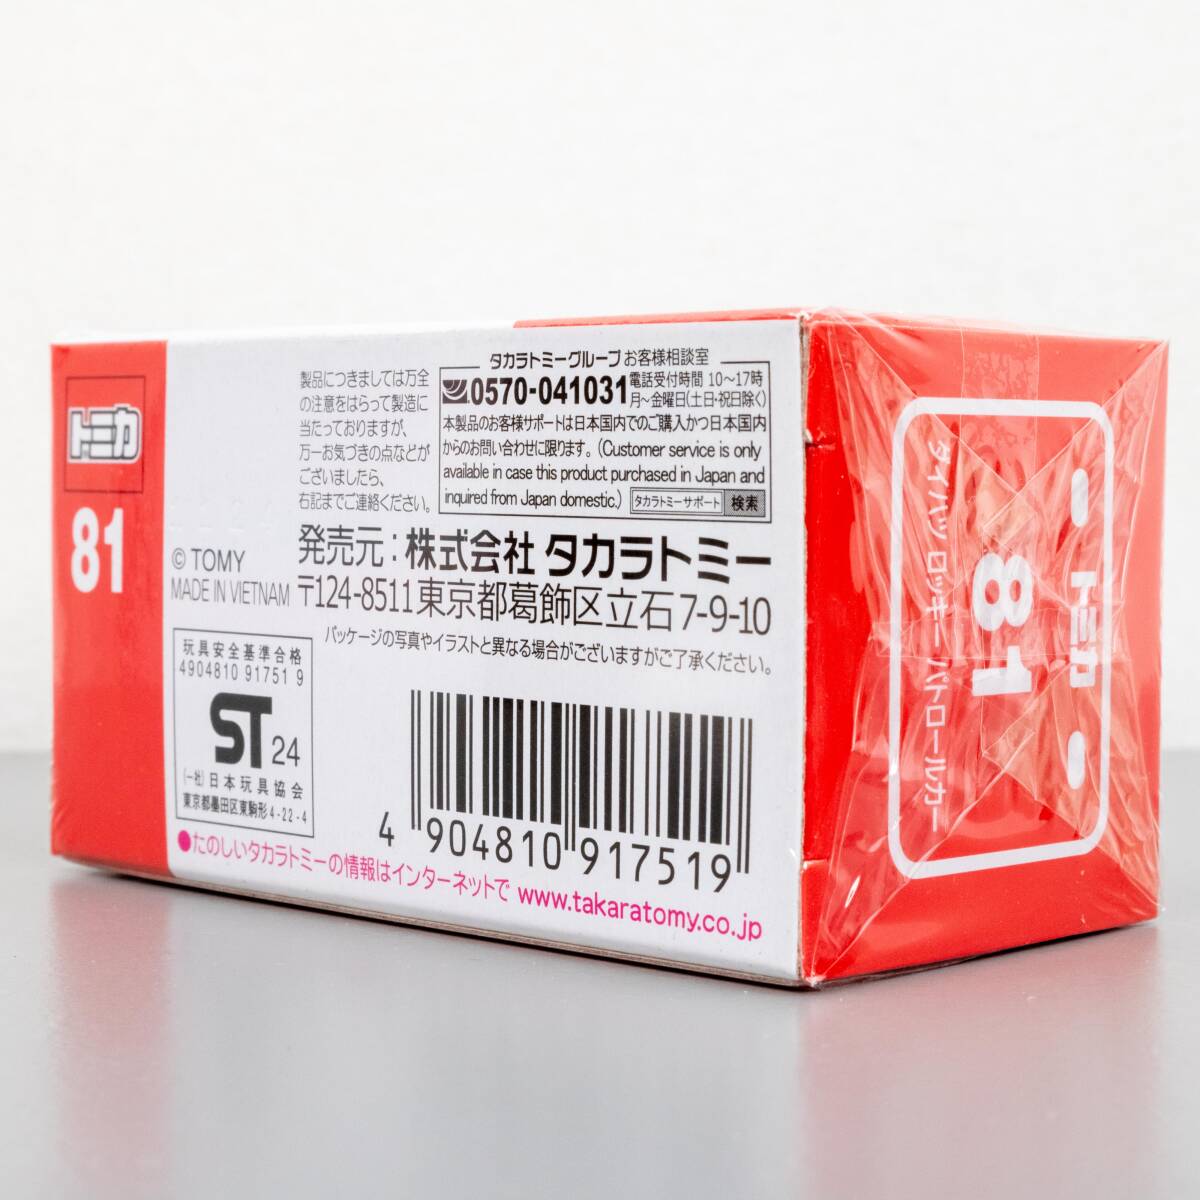 トミカ
81
製品につきましては万全
の注意をはらって製造に
当たっておりますが、
万一お気づきの点などが
ございましたら、
右記までご連絡ください。
タカラトミーグループ お客様相談室
0570-041031
電話受付時間 10〜17時
月〜金曜日(土日・祝日除く)
本製品のお客様サポートは日本国内でのご購入かつ日本国内
からのお問い合わせに限ります。(Customer service is only
available in case this product purchased in Japan and
inquired from Japan domestic.) タカラトミーサポート 検索
© TOMY
MADE IN VIETNAM
発売元:株式会社 タカラトミー
〒124-8511東京都葛飾区立石7-9-10
パッケージの写真やイラストと異なる場合がございますがご了承ください。
玩具安全基準合格
4904810 91751 9
ST 24
(一社)日本玩具協会
東京都墨田区東駒形4-22-4
4 904810 917519
●たのしいタカラトミーの情報はインターネットで www.takaratomy.co.jp
トミカ
81
ダイハツ ロッキー パトロールカー